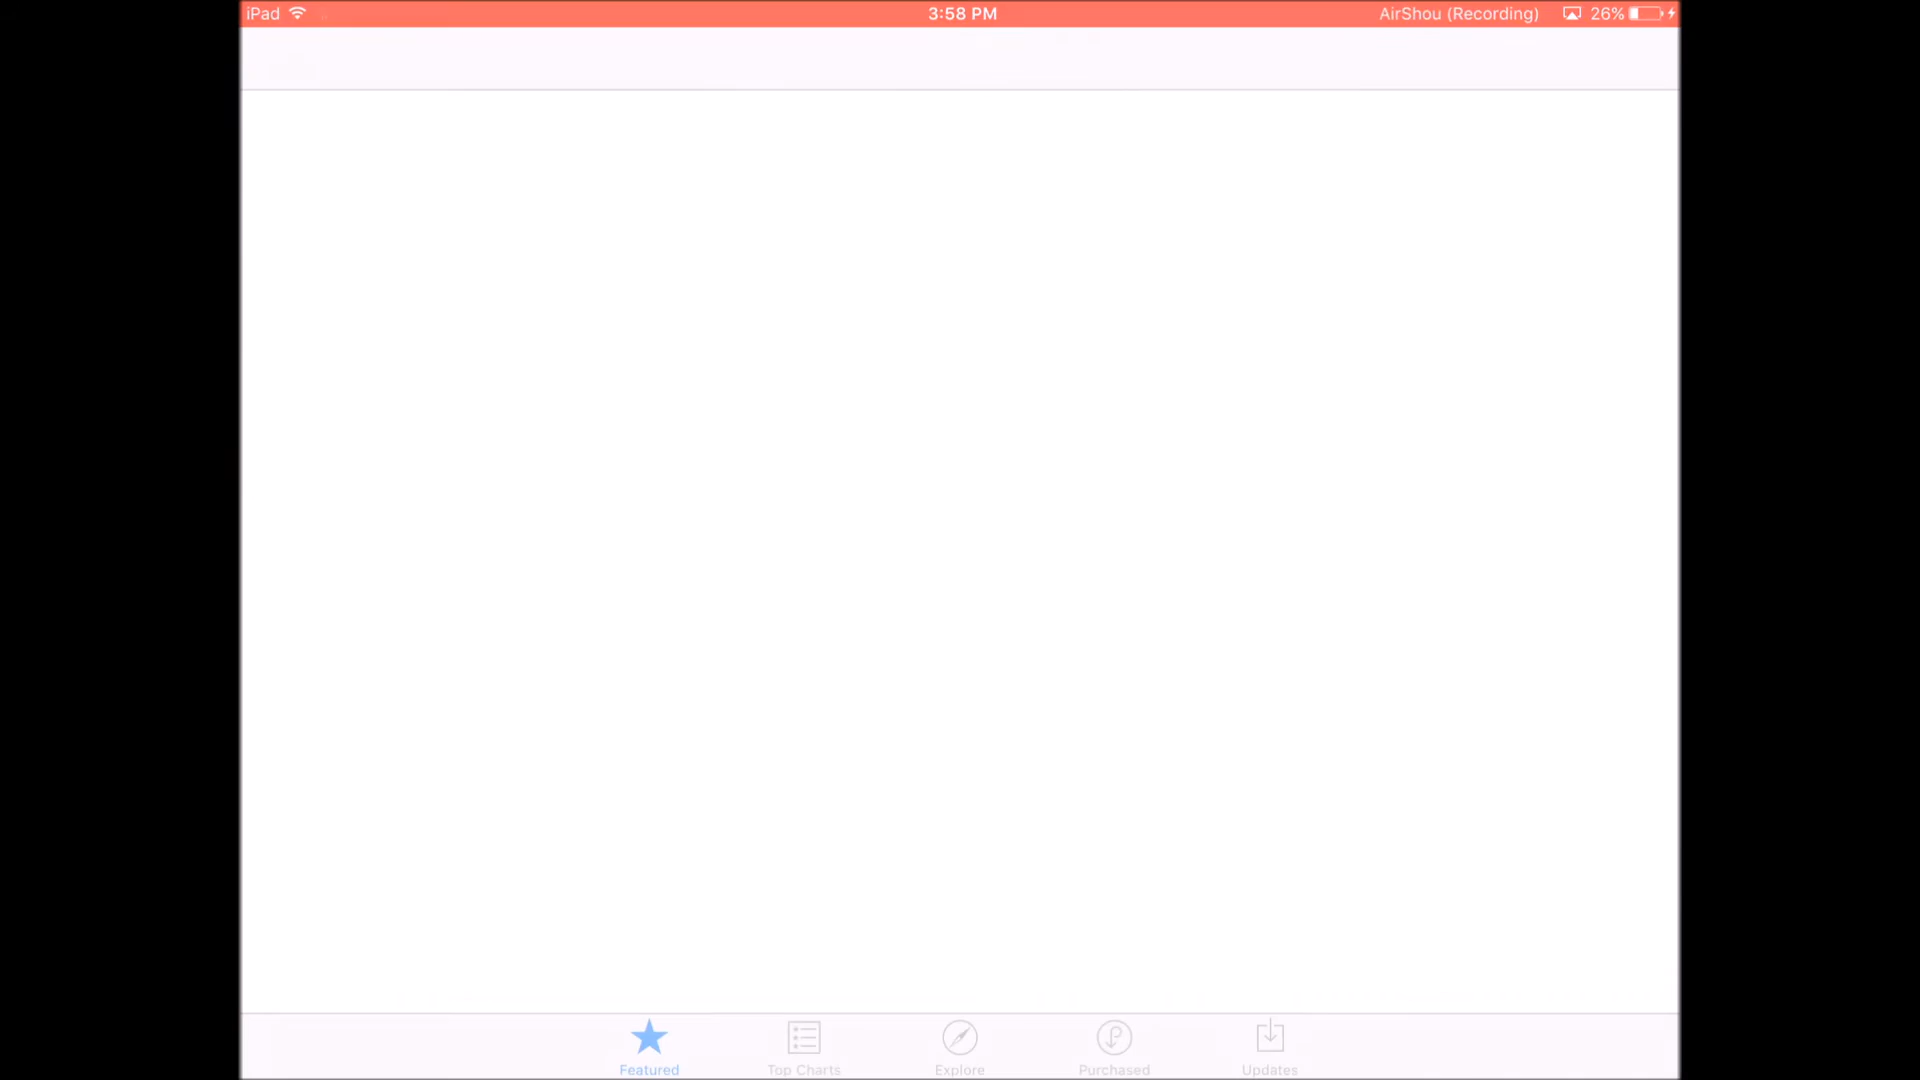 iPad 3:58 PM AirShou (Recording) 26%
Featured Top Charts Explore Purchased Updates